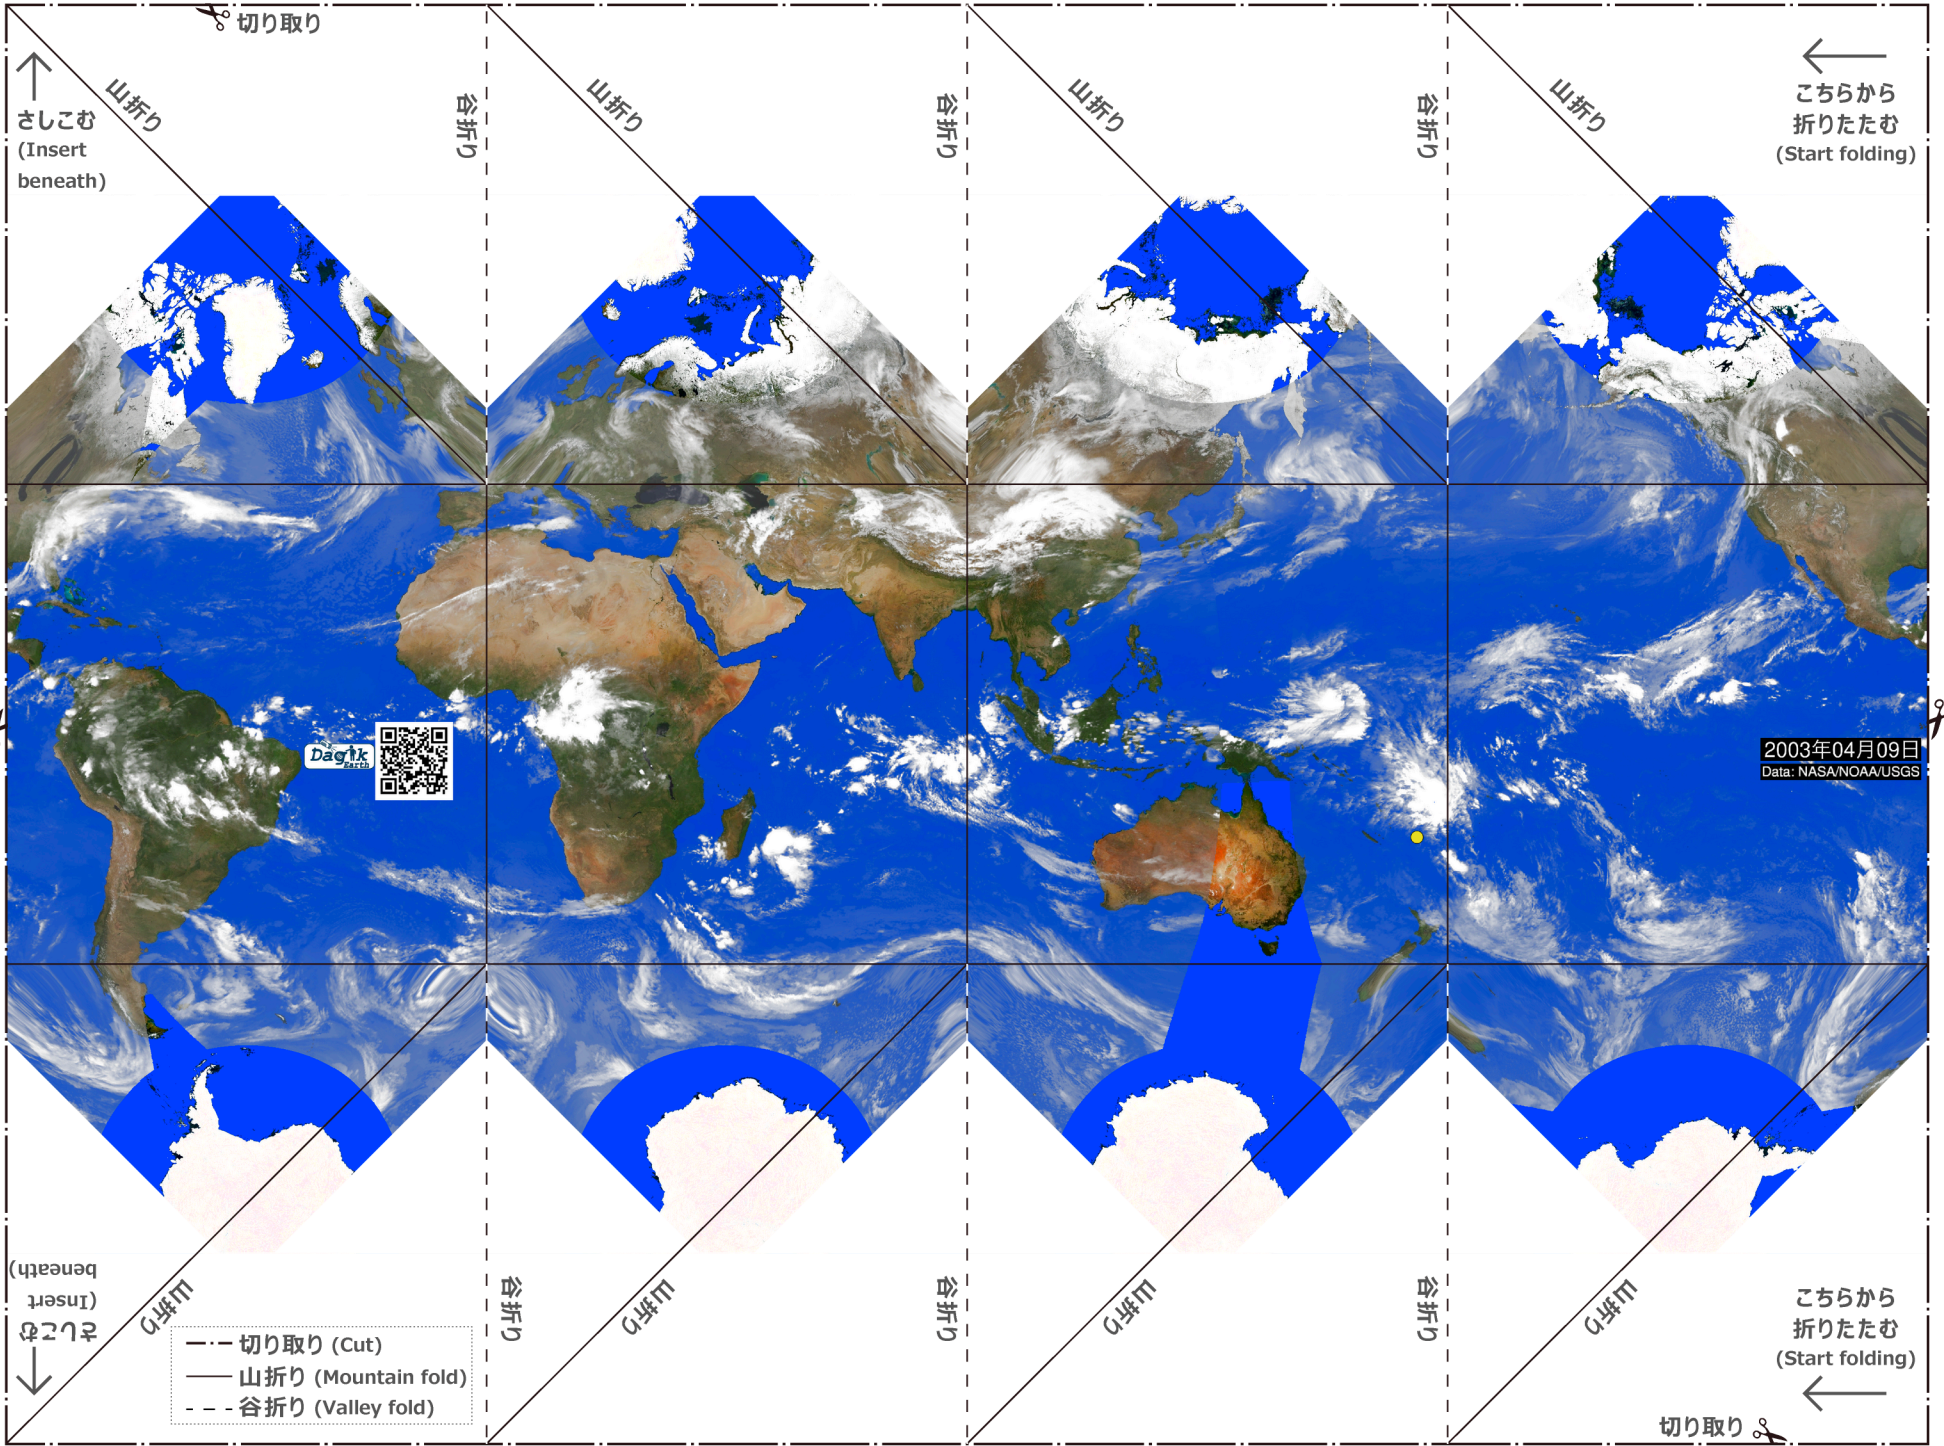 切り取り
山折り
谷折り
山折り
谷折り
山折り
谷折り
山折り
さしこむ
(Insert
beneath)
こちらから
折りたたむ
(Start folding)
Dagik
Earth
2003年04月09日
Data: NASA/NOAA/USGS
さしこむ
(Insert
beneath)
山折り
谷折り
山折り
谷折り
山折り
谷折り
山折り
こちらから
折りたたむ
(Start folding)
切り取り (Cut)
山折り (Mountain fold)
谷折り (Valley fold)
切り取り